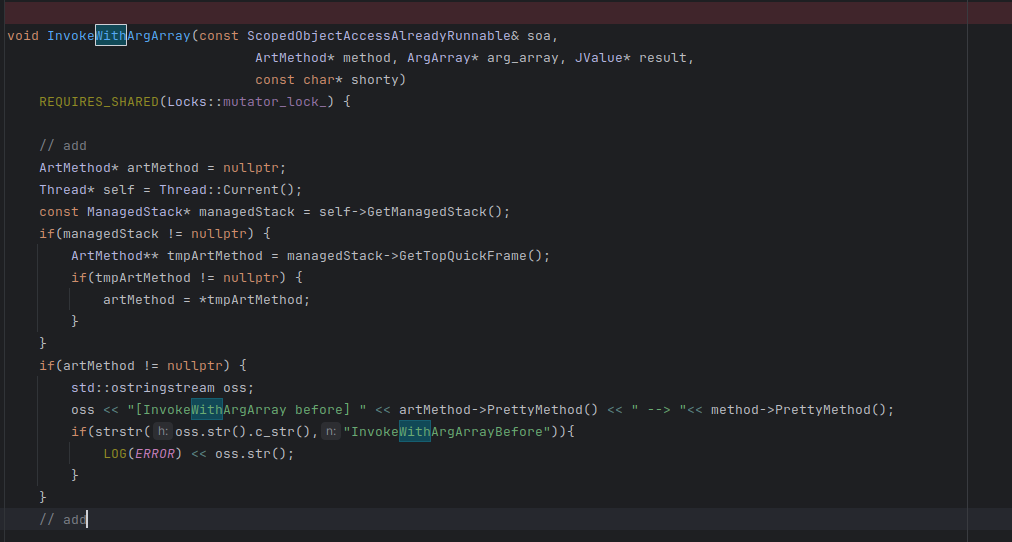 void InvokeWithArgArray(const ScopedObjectAccessAlreadyRunnable& soa,
                               ArtMethod* method, ArgArray* arg_array, JValue* result,
                               const char* shorty)
    REQUIRES_SHARED(Locks::mutator_lock_) {

    // add
    ArtMethod* artMethod = nullptr;
    Thread* self = Thread::Current();
    const ManagedStack* managedStack = self->GetManagedStack();
    if(managedStack != nullptr) {
        ArtMethod** tmpArtMethod = managedStack->GetTopQuickFrame();
        if(tmpArtMethod != nullptr) {
            artMethod = *tmpArtMethod;
        }
    }
    if(artMethod != nullptr) {
        std::ostringstream oss;
        oss << "[InvokeWithArgArray before] " << artMethod->PrettyMethod() << " --> "<< method->PrettyMethod();
        if(strstr( h: oss.str().c_str(), n: "InvokeWithArgArrayBefore")){
            LOG(ERROR) << oss.str();
        }
    }
    // add